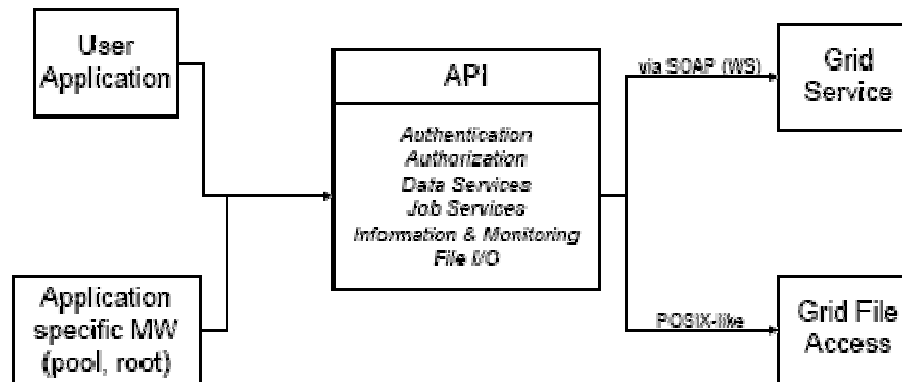 User
Application
API
Authentication
Authorization
Data Services
Job Services
Information & Monitoring
File I/O
Application
specific MW
(pool, root)
via SOAP (WS)
Grid
Service
POSIX-like
Grid File
Access